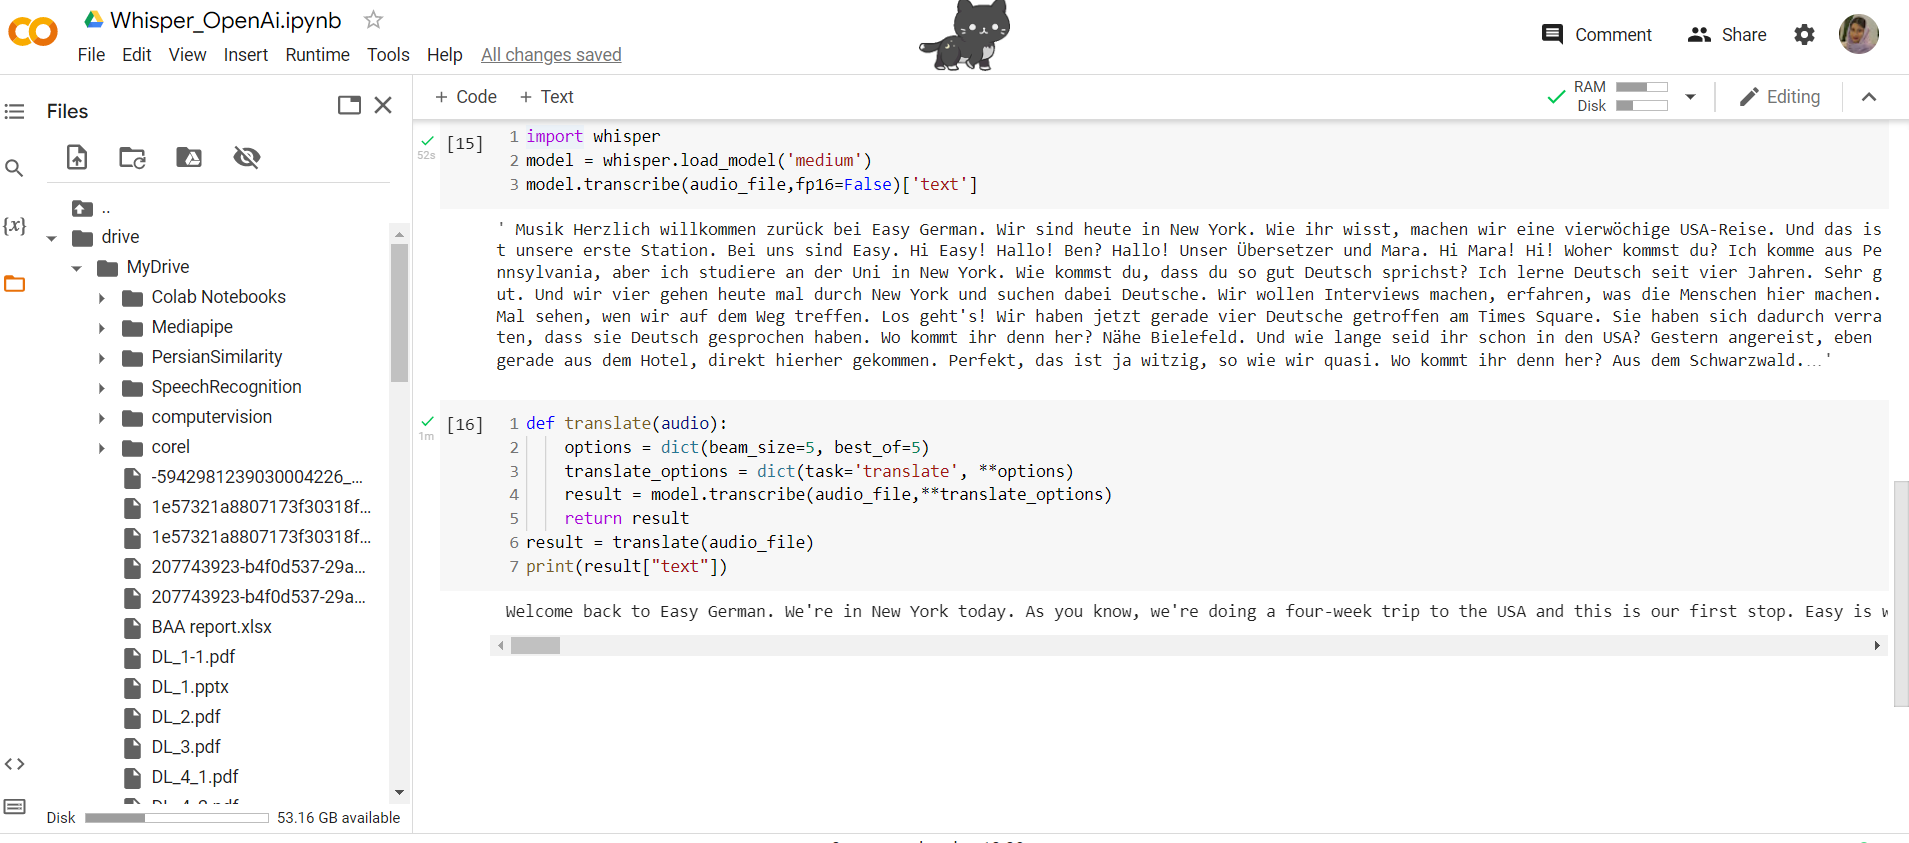 Whisper_OpenAi.ipynb
File Edit View Insert Runtime Tools Help All changes saved
Comment Share
Files
+ Code + Text
RAM
Disk
Editing
..
drive
MyDrive
Colab Notebooks
Mediapipe
PersianSimilarity
SpeechRecognition
computervision
corel
-5942981239030004226_...
1e57321a8807173f30318f...
1e57321a8807173f30318f...
207743923-b4f0d537-29a...
207743923-b4f0d537-29a...
BAA report.xlsx
DL_1-1.pdf
DL_1.pptx
DL_2.pdf
DL_3.pdf
DL_4_1.pdf
Disk 53.16 GB available
{x}
<>
52s
[15]
1 import whisper
2 model = whisper.load_model('medium')
3 model.transcribe(audio_file,fp16=False)['text']
' Musik Herzlich willkommen zurück bei Easy German. Wir sind heute in New York. Wie ihr wisst, machen wir eine vierwöchige USA-Reise. Und das is
t unsere erste Station. Bei uns sind Easy. Hi Easy! Hallo! Ben? Hallo! Unser Übersetzer und Mara. Hi Mara! Hi! Woher kommst du? Ich komme aus Pe
nnsylvania, aber ich studiere an der Uni in New York. Wie kommst du, dass du so gut Deutsch sprichst? Ich lerne Deutsch seit vier Jahren. Sehr g
ut. Und wir vier gehen heute mal durch New York und suchen dabei Deutsche. Wir wollen Interviews machen, erfahren, was die Menschen hier machen.
Mal sehen, wen wir auf dem Weg treffen. Los geht's! Wir haben jetzt gerade vier Deutsche getroffen am Times Square. Sie haben sich dadurch verra
ten, dass sie Deutsch gesprochen haben. Wo kommt ihr denn her? Nähe Bielefeld. Und wie lange seid ihr schon in den USA? Gestern angereist, eben
gerade aus dem Hotel, direkt hierher gekommen. Perfekt, das ist ja witzig, so wie wir quasi. Wo kommt ihr denn her? Aus dem Schwarzwald....'
1m
[16]
1 def translate(audio):
2 options = dict(beam_size=5, best_of=5)
3 translate_options = dict(task='translate', **options)
4 result = model.transcribe(audio_file,**translate_options)
5 return result
6 result = translate(audio_file)
7 print(result["text"])
Welcome back to Easy German. We're in New York today. As you know, we're doing a four-week trip to the USA and this is our first stop. Easy is